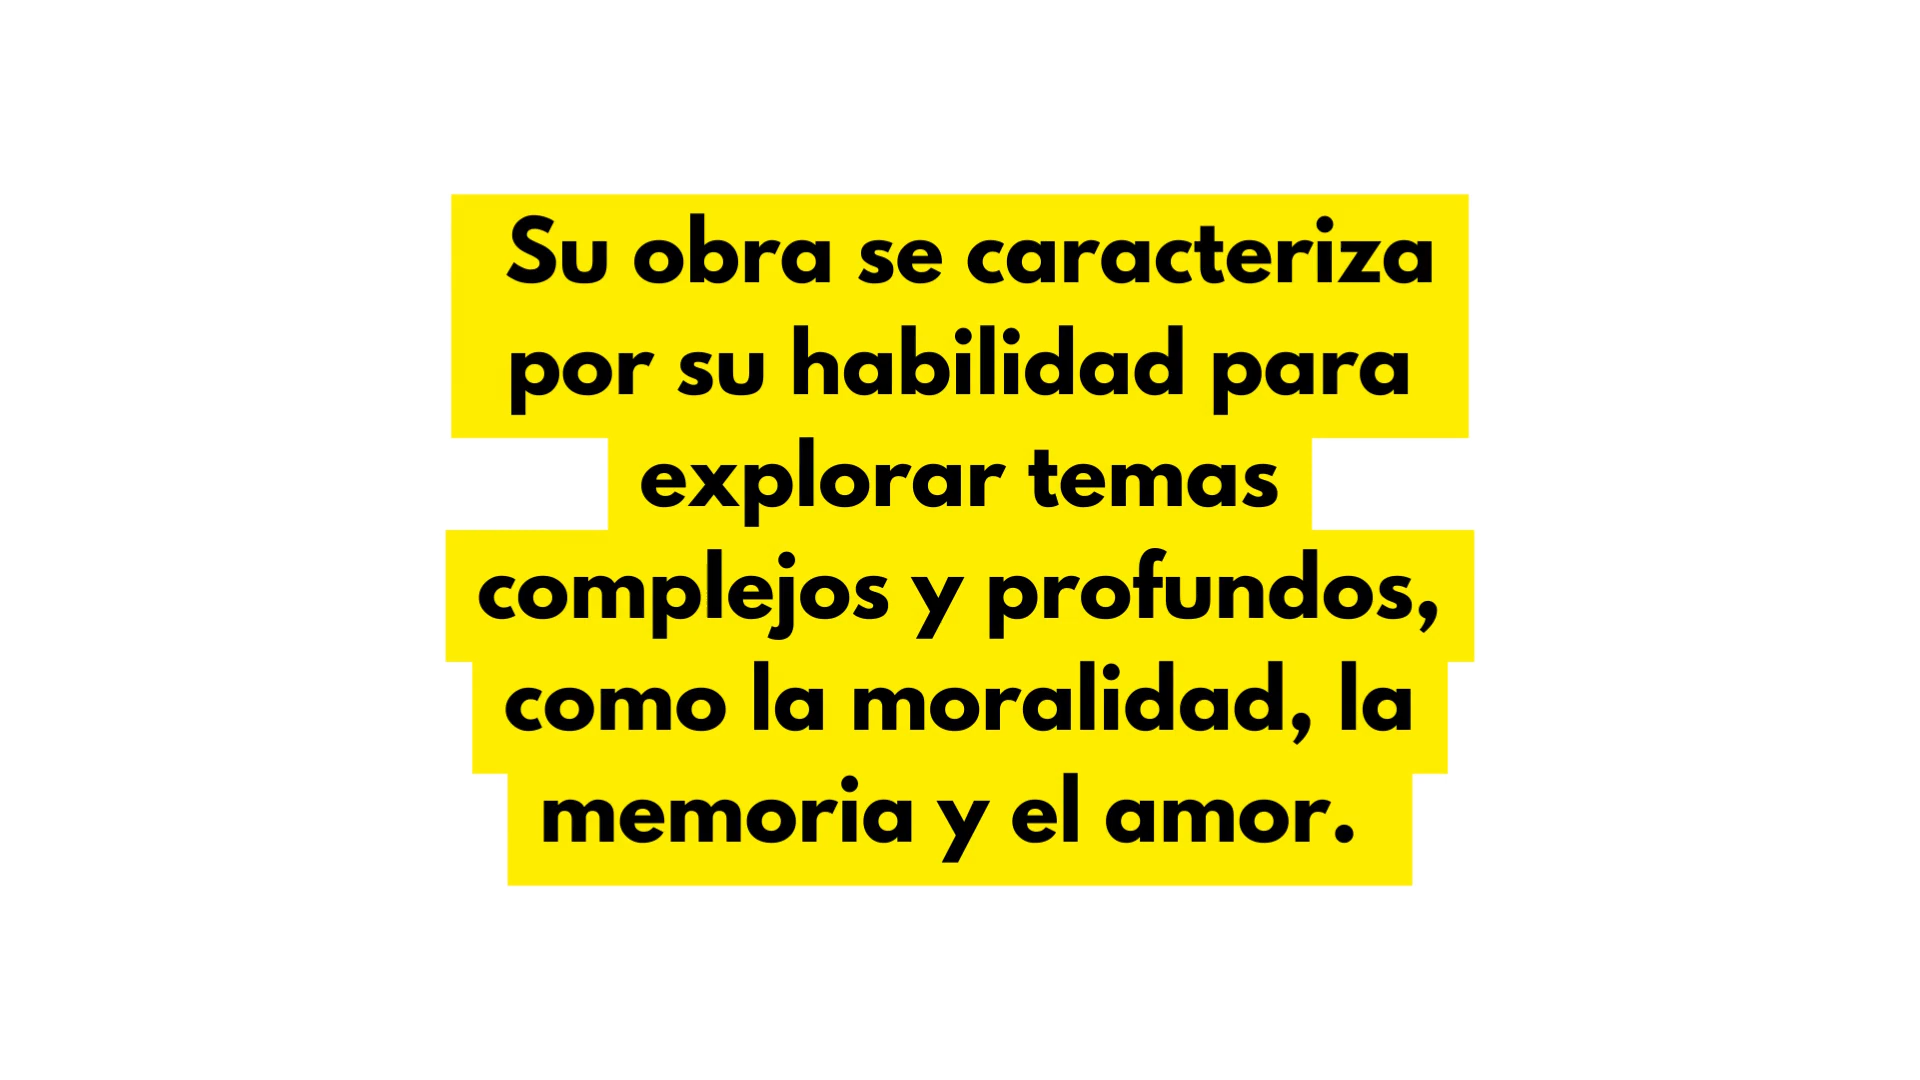 Su obra se caracteriza
por su habilidad para
explorar temas
complejos y profundos,
como la moralidad, la
memoria y el amor.